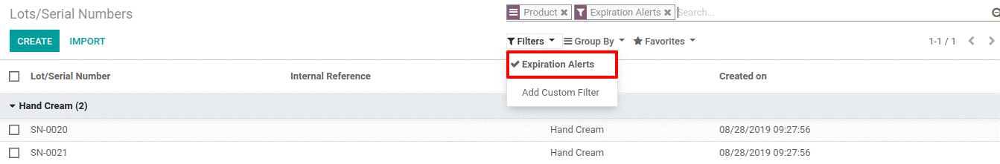 Lots/Serial Numbers
Product Expiration Alerts Search...
CREATE IMPORT
Filters Group By Favorites 1-1 / 1
Expiration Alerts
Add Custom Filter
Lot/Serial Number Internal Reference Created on
Hand Cream (2)
SN-0020 Hand Cream 08/28/2019 09:27:56
SN-0021 Hand Cream 08/28/2019 09:27:56